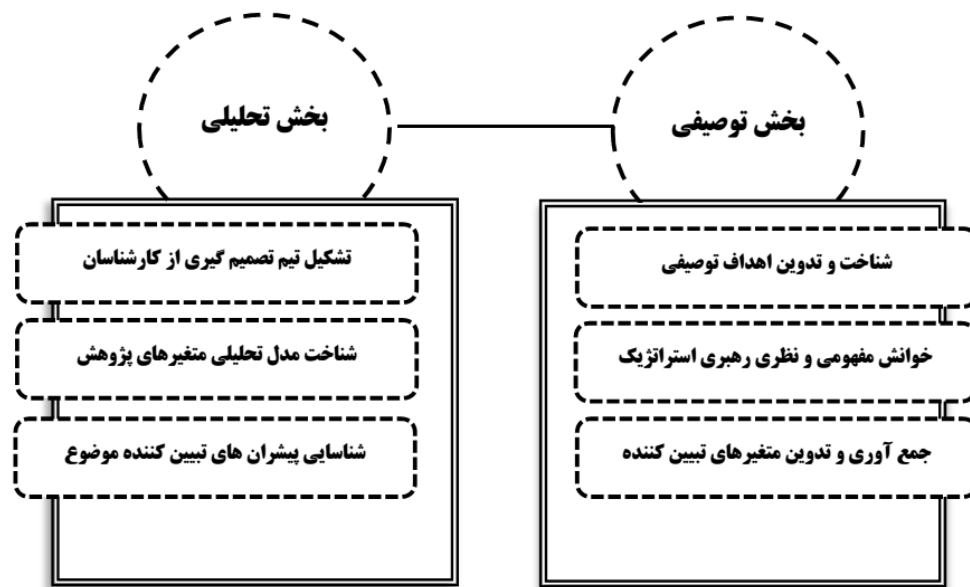 بخش توصیفی
شناخت و تدوین اهداف توصیفی
خوانش مفهومی و نظری رهبری استراتژیک
جمع آوری و تدوین متغیرهای تبیین کننده
بخش تحلیلی
تشکیل تیم تصمیم گیری از کارشناسان
شناخت مدل تحلیلی متغیرهای پژوهش
شناسایی پیشران های تبیین کننده موضوع